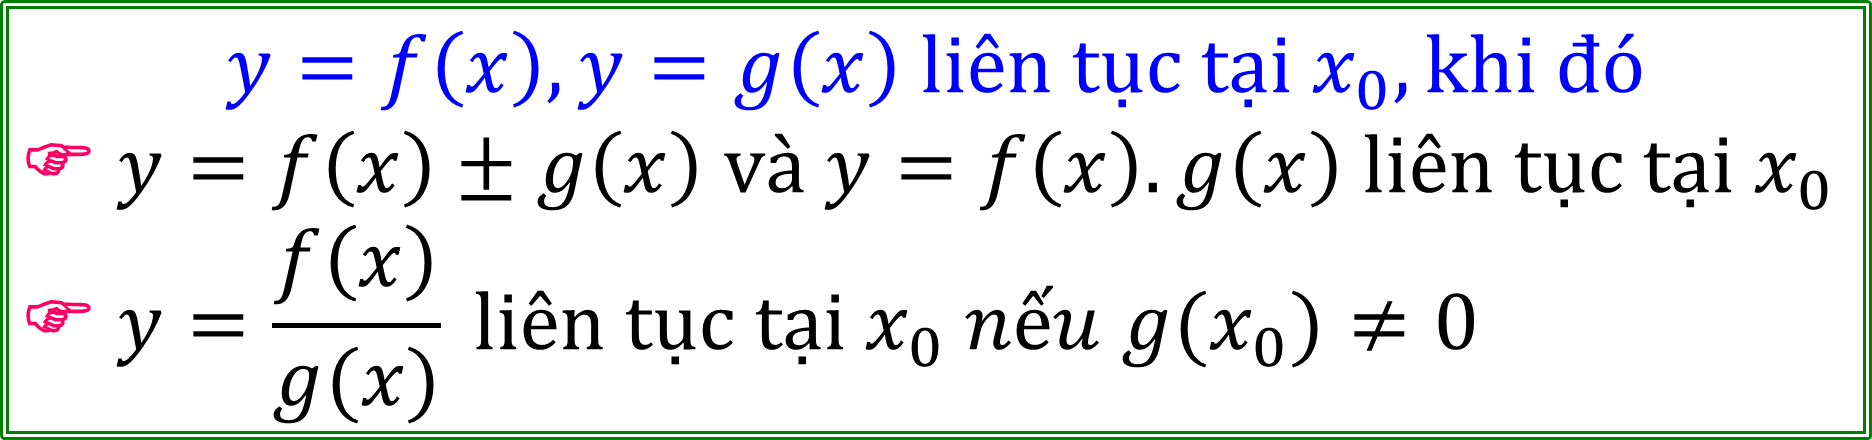 y = f(x), y = g(x) liên tục tại x₀, khi đó
☞ y = f(x) ± g(x) và y = f(x). g(x) liên tục tại x₀
☞ y = f(x)/g(x) liên tục tại x₀ nếu g(x₀) ≠ 0